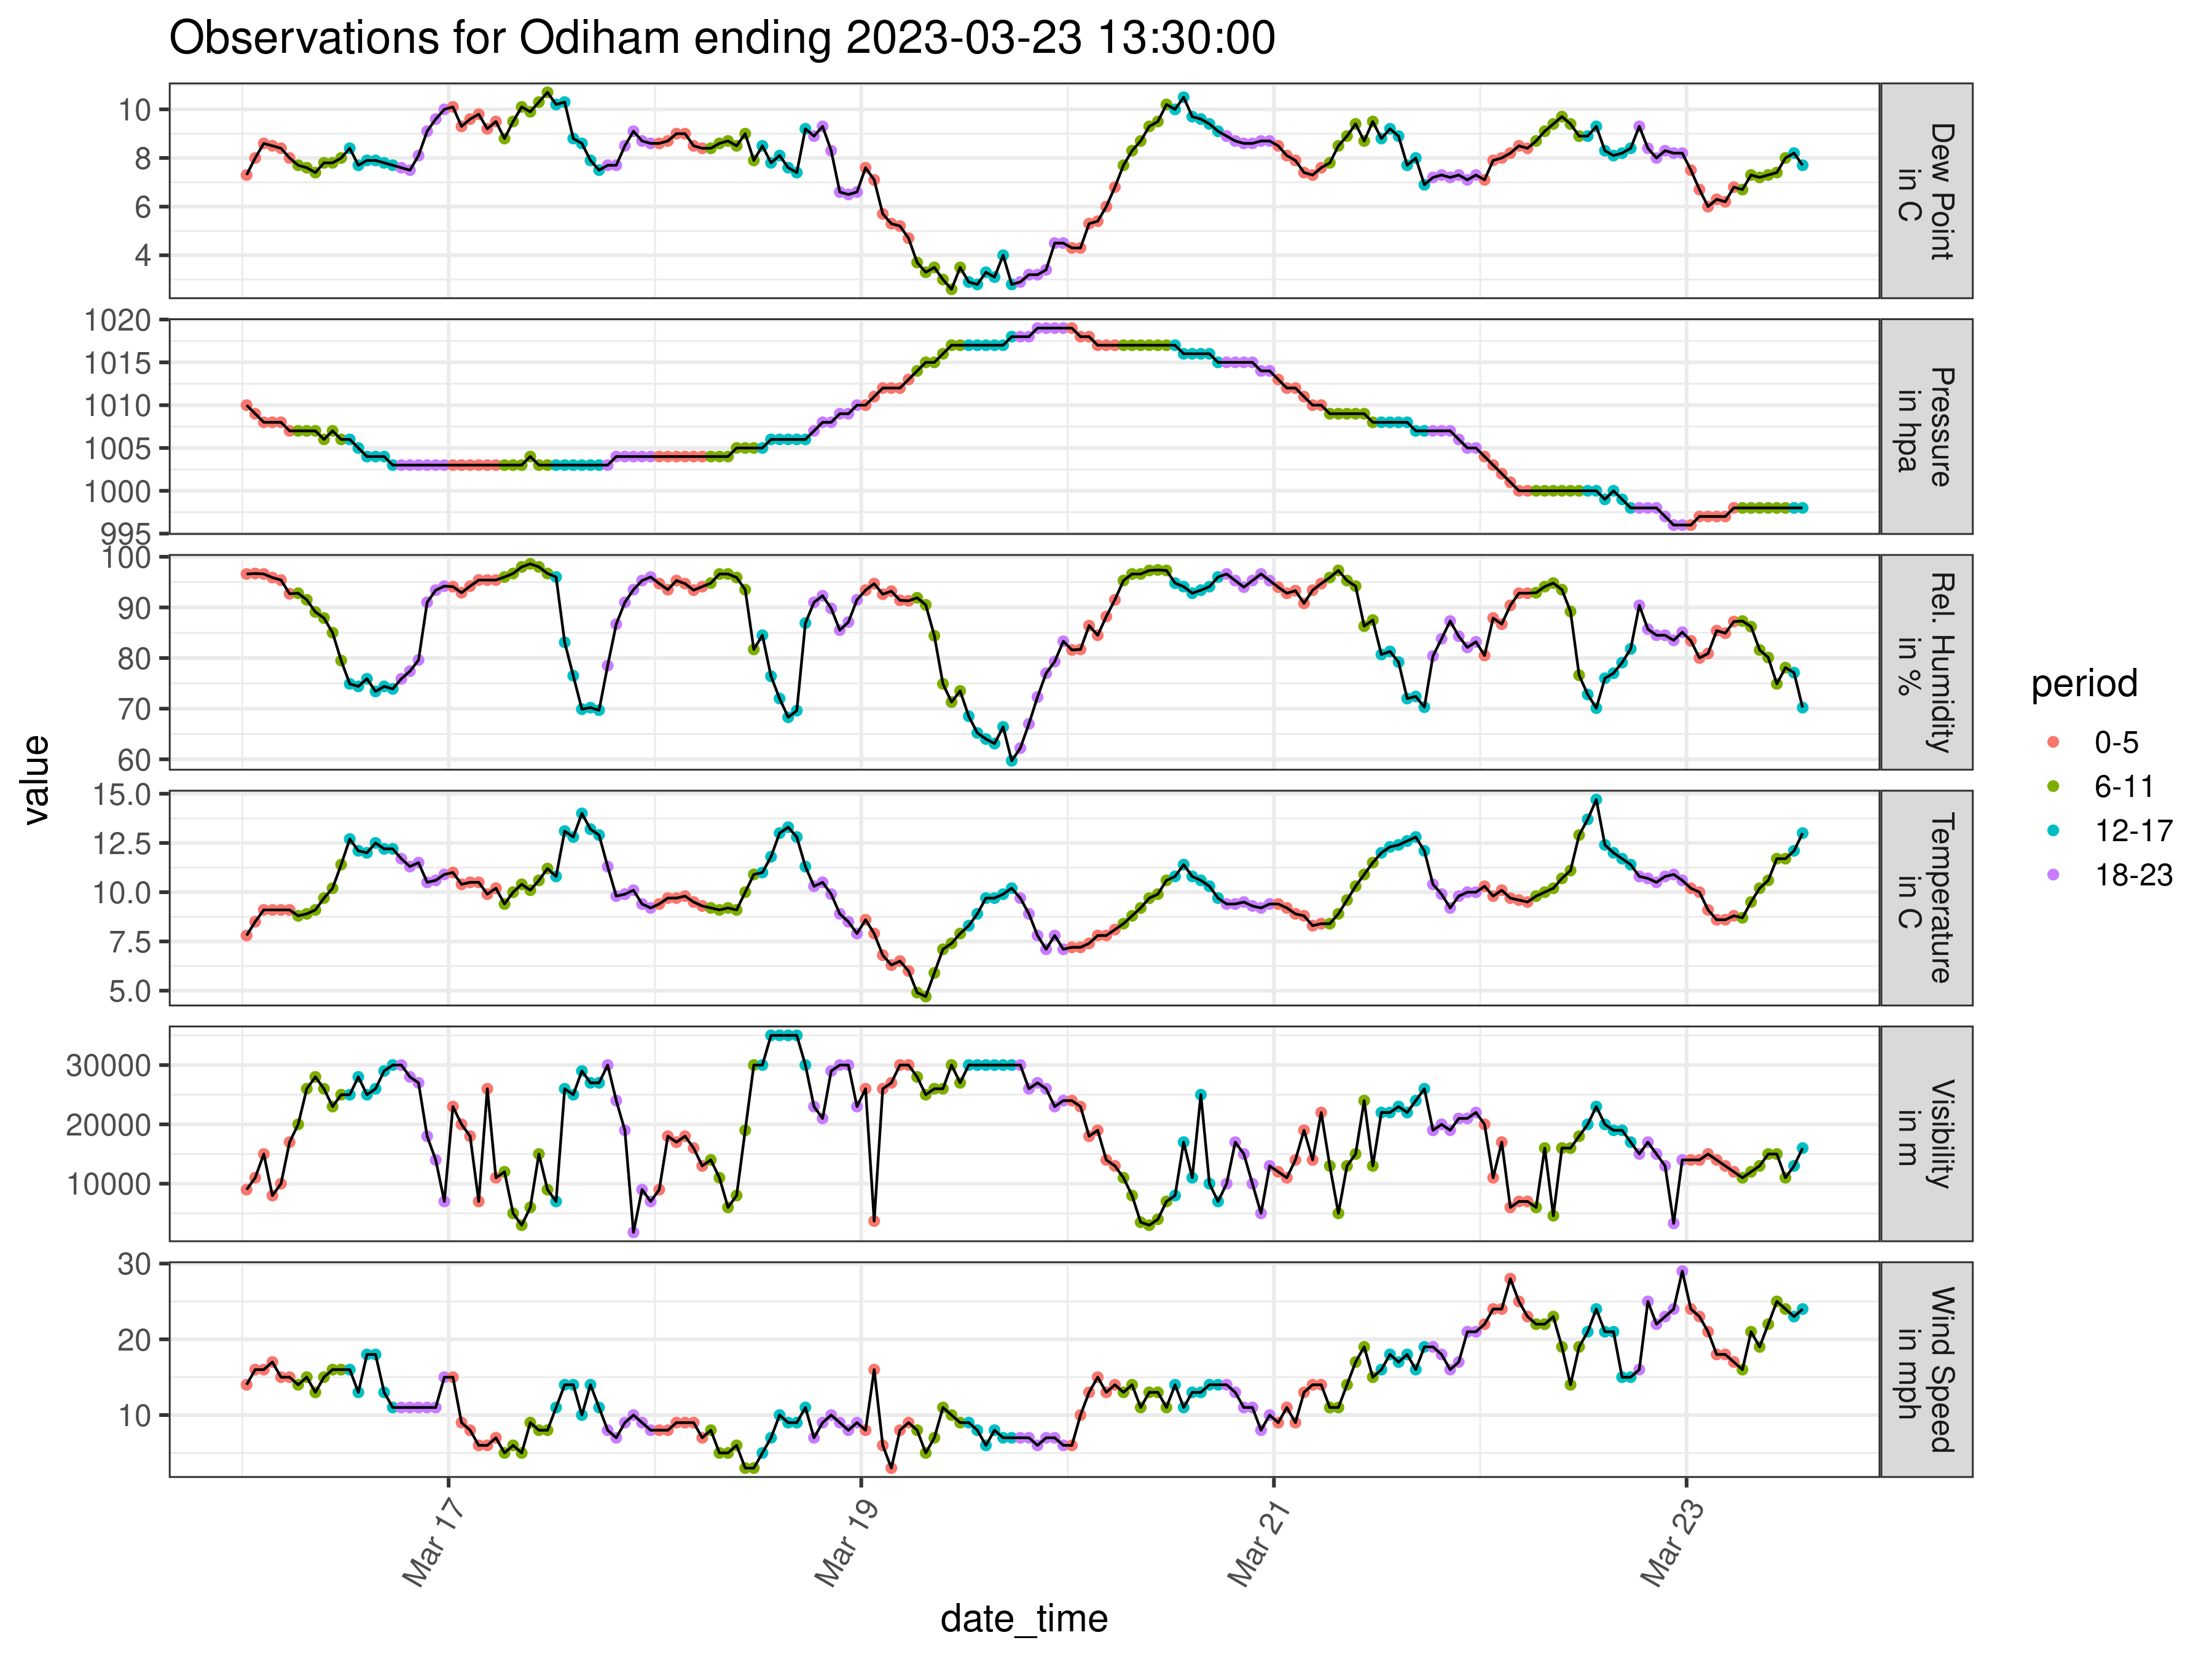 Observations for Odiham ending 2023-03-23 13:30:00
value
10
8
6
4
Dew Point
in C
1020
1015
1010
1005
1000
995
Pressure
in hpa
100
90
80
70
60
Rel. Humidity
in %
15.0
12.5
10.0
7.5
5.0
Temperature
in C
30000
20000
10000
Visibility
in m
30
20
10
Wind Speed
in mph
Mar 17
Mar 19
Mar 21
Mar 23
date_time
period
0-5
6-11
12-17
18-23